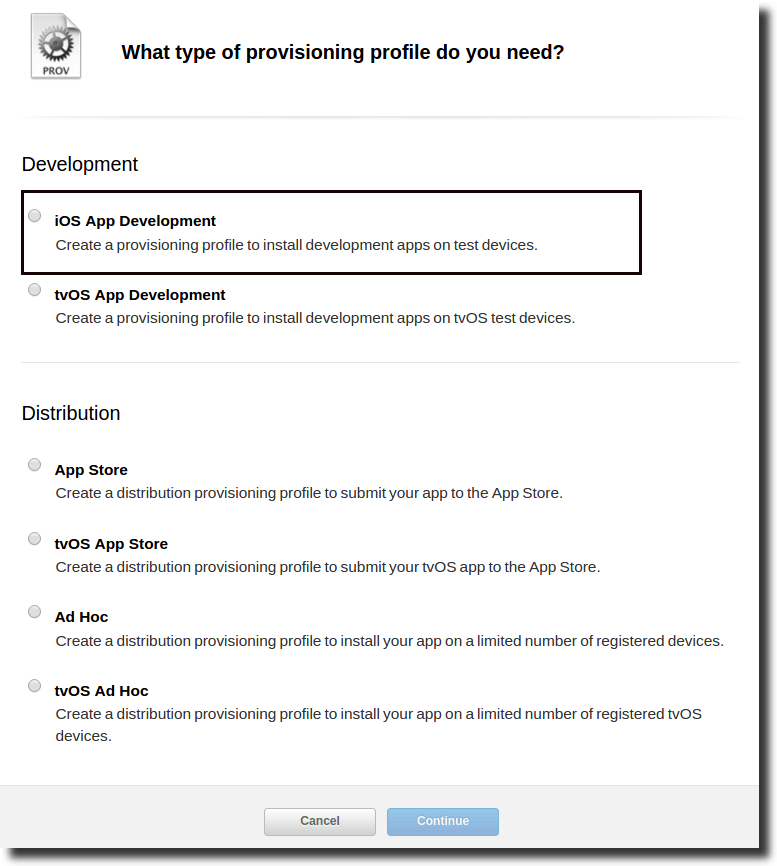 PROV
What type of provisioning profile do you need?
Development
iOS App Development
Create a provisioning profile to install development apps on test devices.
tvOS App Development
Create a provisioning profile to install development apps on tvOS test devices.
Distribution
App Store
Create a distribution provisioning profile to submit your app to the App Store.
tvOS App Store
Create a distribution provisioning profile to submit your tvOS app to the App Store.
Ad Hoc
Create a distribution provisioning profile to install your app on a limited number of registered devices.
tvOS Ad Hoc
Create a distribution provisioning profile to install your app on a limited number of registered tvOS
devices.
Cancel
Continue